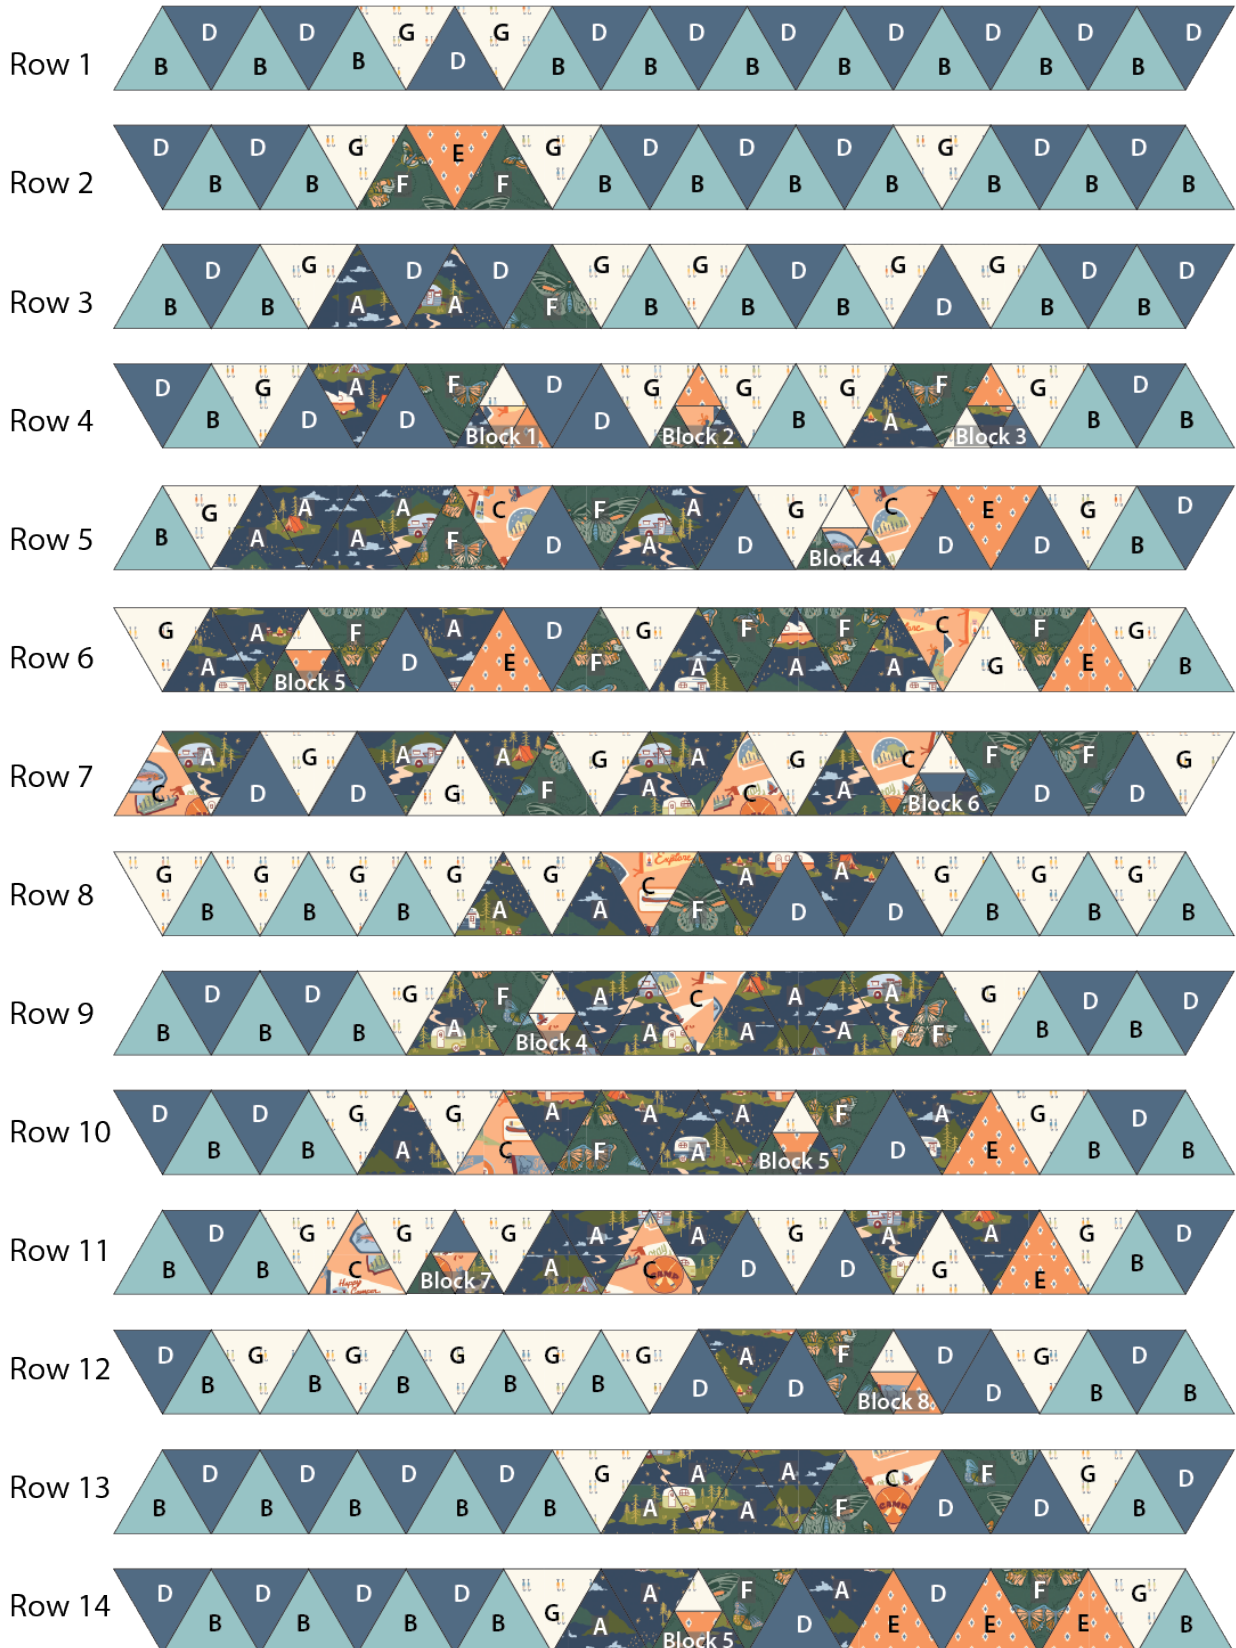 Row 1 B D B D B G D G B D B D B D B D B D B D B D
Row 2 D B D B G F E F G B D B D B D B G B D B D B
Row 3 B D B G A D A D F G B G B D B G D G B D B D
Row 4 D B G D A D F Block 1 D D G Block 2 G B G A F Block 3 G B D B
Row 5 B G A A A A F C D F A A D G Block 4 C D E D G B D
Row 6 G A A Block 5 F D A E D F G A F A F A C G F E G B
Row 7 C A D G D A G A F G A A C G A C Block 6 F D F D G
Row 8 G B G B G B G A G A C F A D A D G B G B G B
Row 9 B D B D B G A F Block 4 A A C A A A F G B D B D
Row 10 D B D B G A G C A F A A A Block 5 F D A E G B D B
Row 11 B D B G C G Block 7 G A A C A D G D A G A E G B D
Row 12 D B G B G B G B G B G D A D F Block 8 D D G B D B
Row 13 B D B D B D B D B G A A A A F C D F D G B D
Row 14 D B D B D B D B G A A Block 5 F D A E D E F E G B